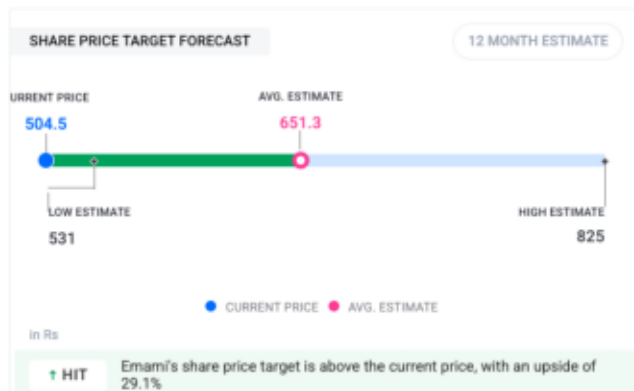 SHARE PRICE TARGET FORECAST
12 MONTH ESTIMATE
URRENT PRICE
AVG. ESTIMATE
504.5
651.3
LOW ESTIMATE
HIGH ESTIMATE
531
825
CURRENT PRICE
AVG. ESTIMATE
in Rs
↑ HIT
Emami's share price target is above the current price, with an upside of
29.1%